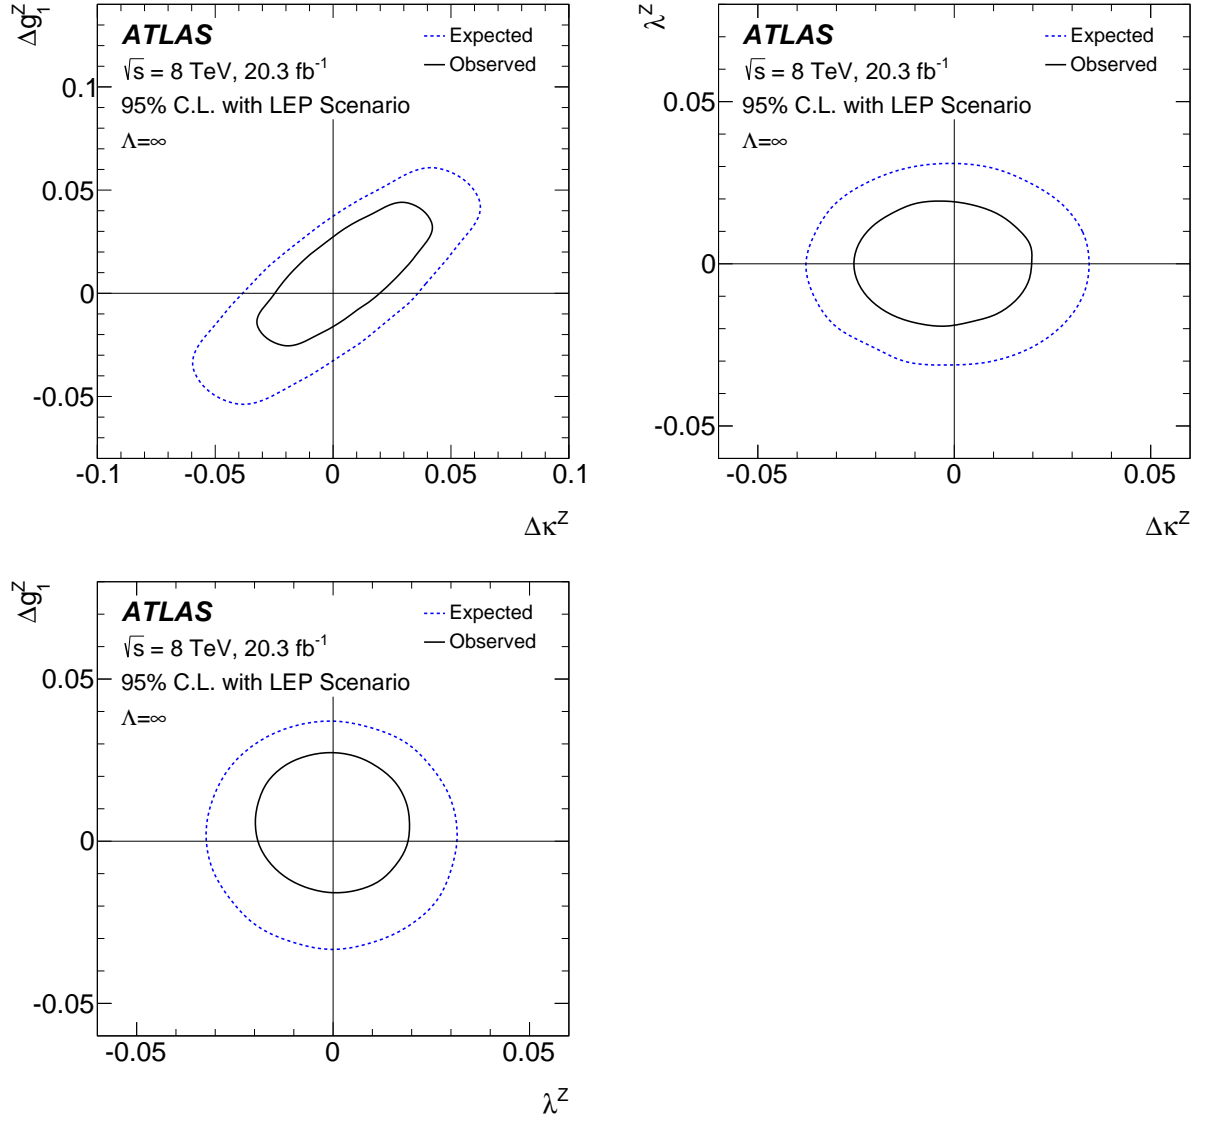 Δg₁ᶻ
ATLAS
√s = 8 TeV, 20.3 fb⁻¹
95% C.L. with LEP Scenario
Λ=∞
Expected
Observed
0.1
0.05
0
-0.05
-0.1
-0.05
0
0.05
0.1
Δκᶻ
λᶻ
ATLAS
√s = 8 TeV, 20.3 fb⁻¹
95% C.L. with LEP Scenario
Λ=∞
Expected
Observed
0.05
0
-0.05
-0.05
0
0.05
Δκᶻ
Δg₁ᶻ
ATLAS
√s = 8 TeV, 20.3 fb⁻¹
95% C.L. with LEP Scenario
Λ=∞
Expected
Observed
0.05
0
-0.05
-0.05
0
0.05
λᶻ